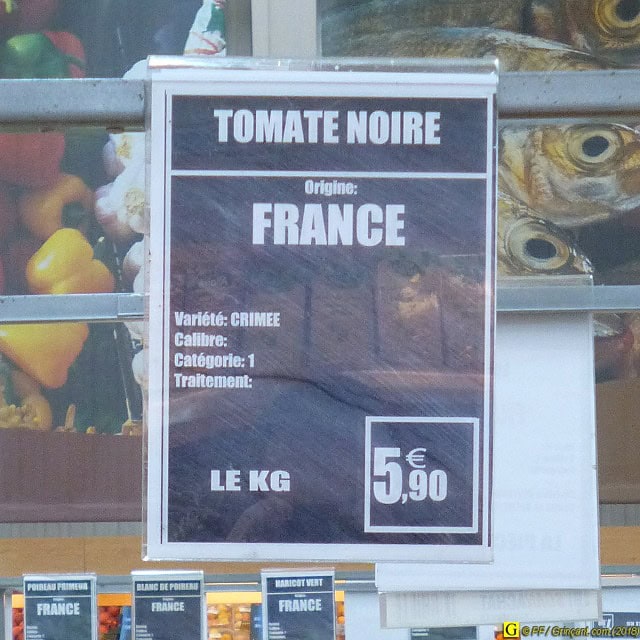 TOMATE NOIRE
Origine:
FRANCE
Variété: CRIMEE
Calibre:
Catégorie: 1
Traitement:
LE KG
5€,90
POIREAU PRIMEUR
FRANCE
BLANC DE POIREAU
FRANCE
HARICOT VERT
FRANCE
G © FF / Grincant.com (2018)